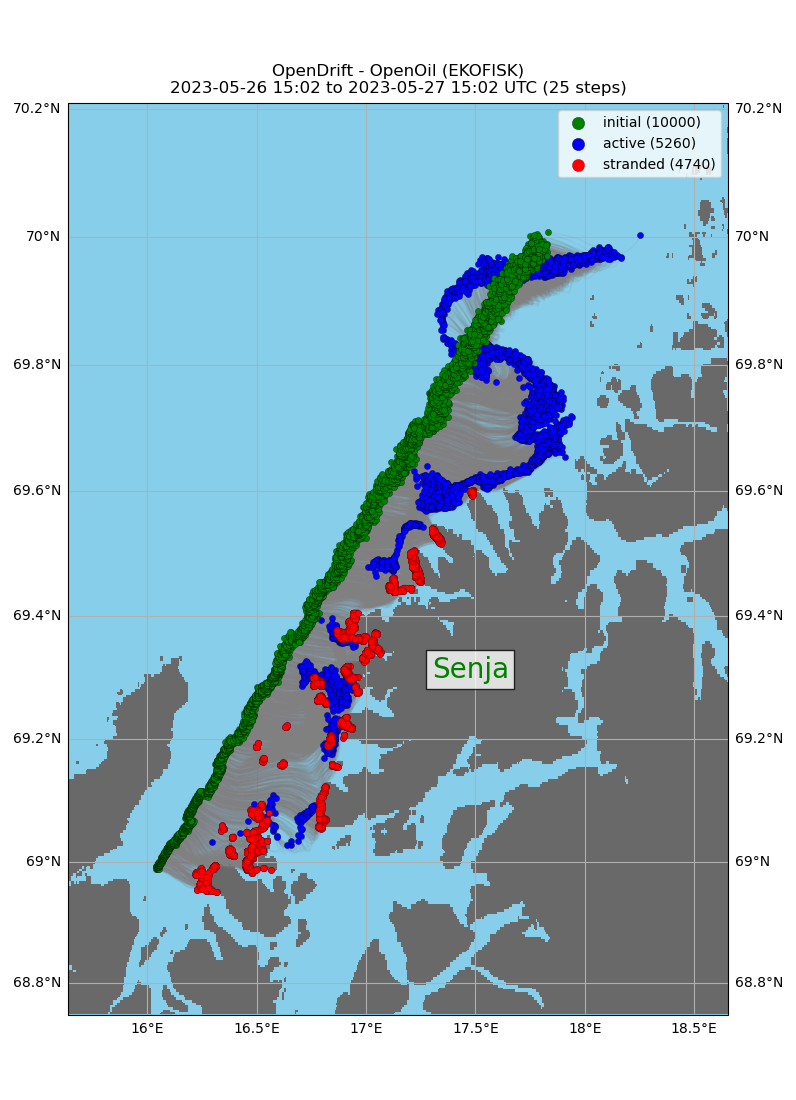 OpenDrift - OpenOil (EKOFISK)
2023-05-26 15:02 to 2023-05-27 15:02 UTC (25 steps)
70.2°N
70.2°N
initial (10000)
active (5260)
stranded (4740)
70°N
70°N
69.8°N
69.8°N
69.6°N
69.6°N
69.4°N
69.4°N
Senja
69.2°N
69.2°N
69°N
69°N
68.8°N
68.8°N
16°E
16.5°E
17°E
17.5°E
18°E
18.5°E